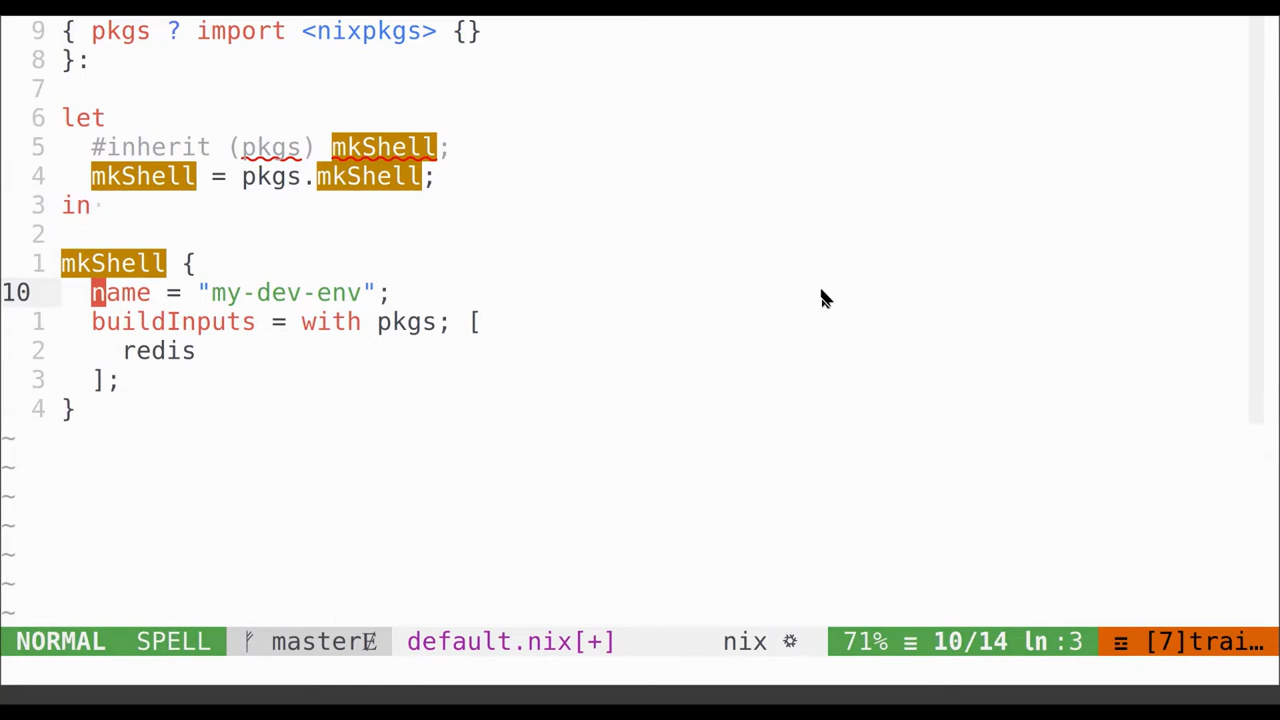 9 { pkgs ? import <nixpkgs> {}
8 }:
7
6 let
5   #inherit (pkgs) mkShell;
4   mkShell = pkgs.mkShell;
3 in·
2
1 mkShell {
10   name = "my-dev-env";
1   buildInputs = with pkgs; [
2     redis
3   ];
4 }
~
~
~
~
~
~
~
NORMAL SPELL ᚠ masterɆ default.nix[+] nix ⚙ 71% ≡ 10/14 ln :3 ☲ [7]trai…